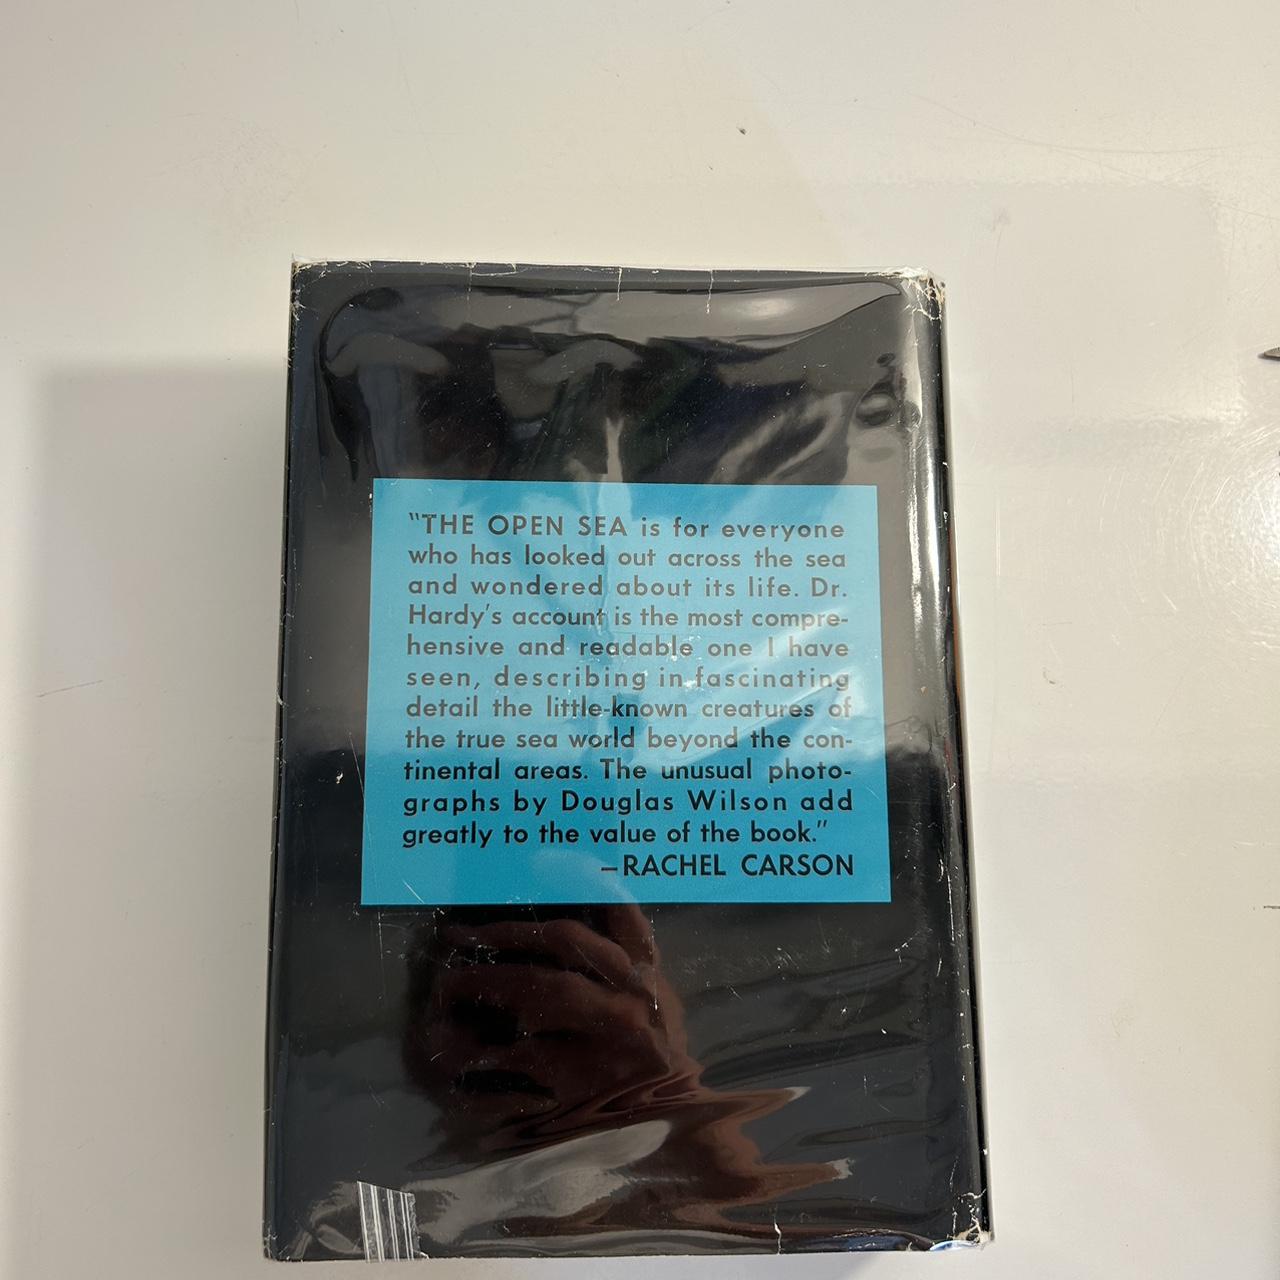 "THE OPEN SEA is for everyone
who has looked out across the sea
and wondered about its life. Dr.
Hardy's account is the most compre-
hensive and readable one I have
seen, describing in fascinating
detail the little-known creatures of
the true sea world beyond the con-
tinental areas. The unusual photo-
graphs by Douglas Wilson add
greatly to the value of the book."
—RACHEL CARSON